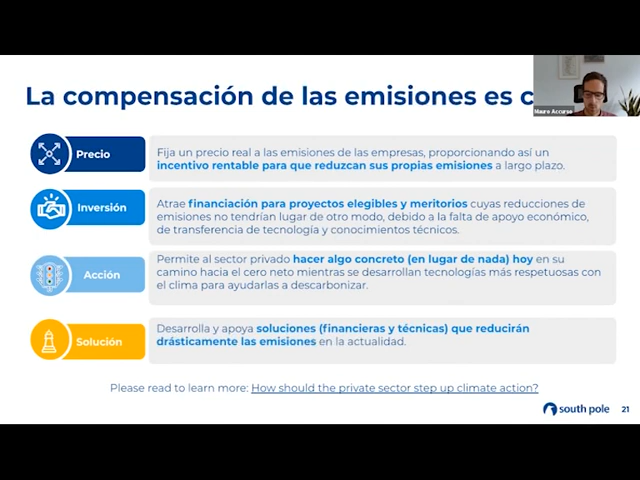 La compensación de las emisiones es
Mauro Accurso
Precio
Fija un precio real a las emisiones de las empresas, proporcionando así un
incentivo rentable para que reduzcan sus propias emisiones a largo plazo.
Inversión
Atrae financiación para proyectos elegibles y meritorios cuyas reducciones de
emisiones no tendrían lugar de otro modo, debido a la falta de apoyo económico,
de transferencia de tecnología y conocimientos técnicos.
Acción
Permite al sector privado hacer algo concreto (en lugar de nada) hoy en su
camino hacia el cero neto mientras se desarrollan tecnologías más respetuosas con
el clima para ayudarlas a descarbonizar.
Solución
Desarrolla y apoya soluciones (financieras y técnicas) que reducirán
drásticamente las emisiones en la actualidad.
Please read to learn more: How should the private sector step up climate action?
south pole
21